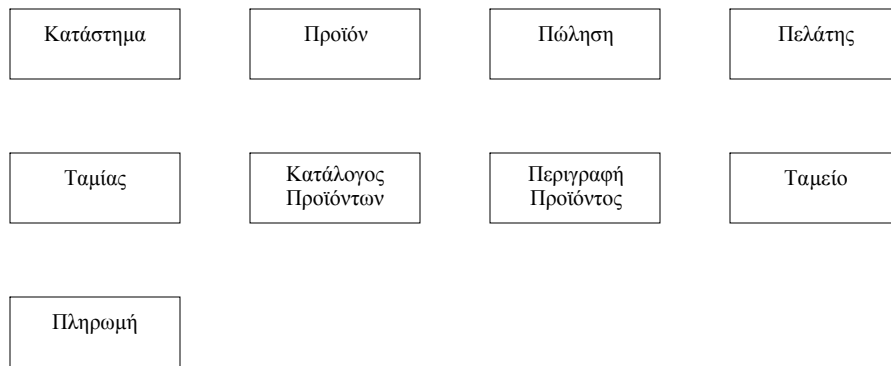 Κατάστημα
Προϊόν
Πώληση
Πελάτης
Ταμίας
Κατάλογος
Προϊόντων
Περιγραφή
Προϊόντος
Ταμείο
Πληρωμή